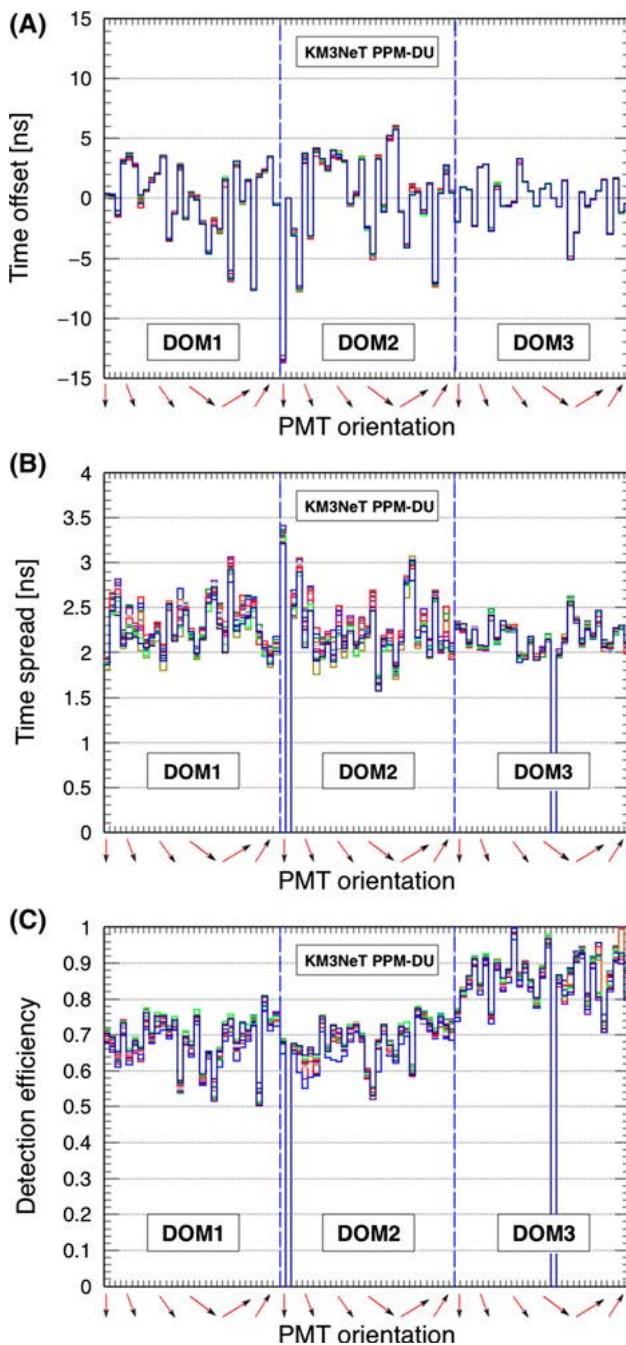 (A)
15
10
5
0
−5
−10
−15
Time offset [ns]
KM3NeT PPM-DU
DOM1
DOM2
DOM3
PMT orientation
(B)
4
3.5
3
2.5
2
1.5
1
0.5
0
Time spread [ns]
KM3NeT PPM-DU
DOM1
DOM2
DOM3
PMT orientation
(C)
1
0.9
0.8
0.7
0.6
0.5
0.4
0.3
0.2
0.1
0
Detection efficiency
KM3NeT PPM-DU
DOM1
DOM2
DOM3
PMT orientation